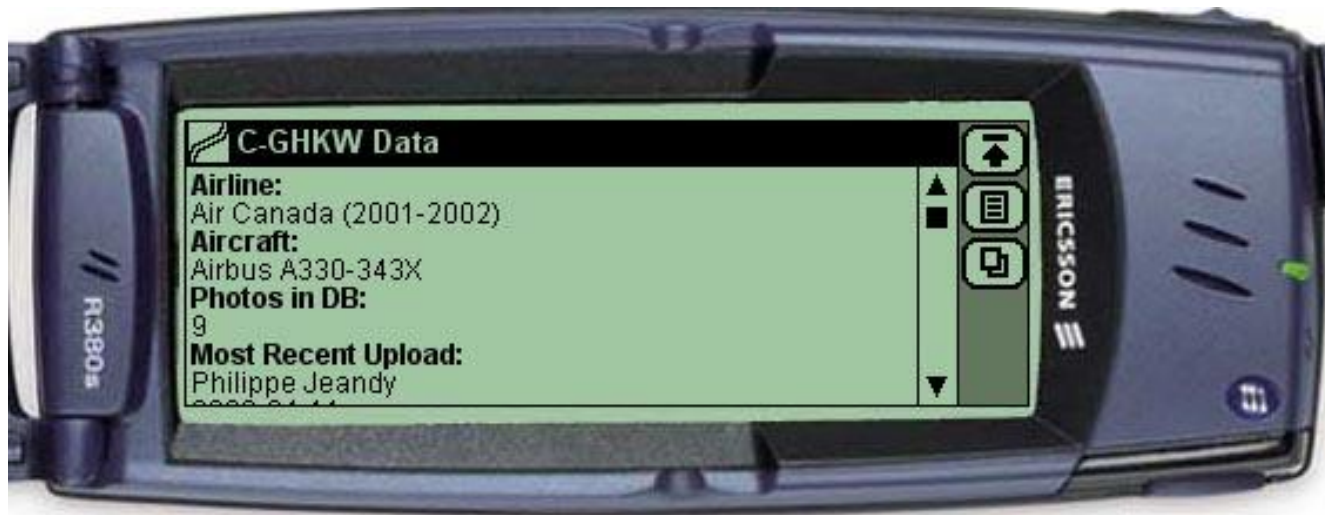 C-GHKW Data
Airline:
Air Canada (2001-2002)
Aircraft:
Airbus A330-343X
Photos in DB:
9
Most Recent Upload:
Philippe Jeandy
R380s
ERICSSON